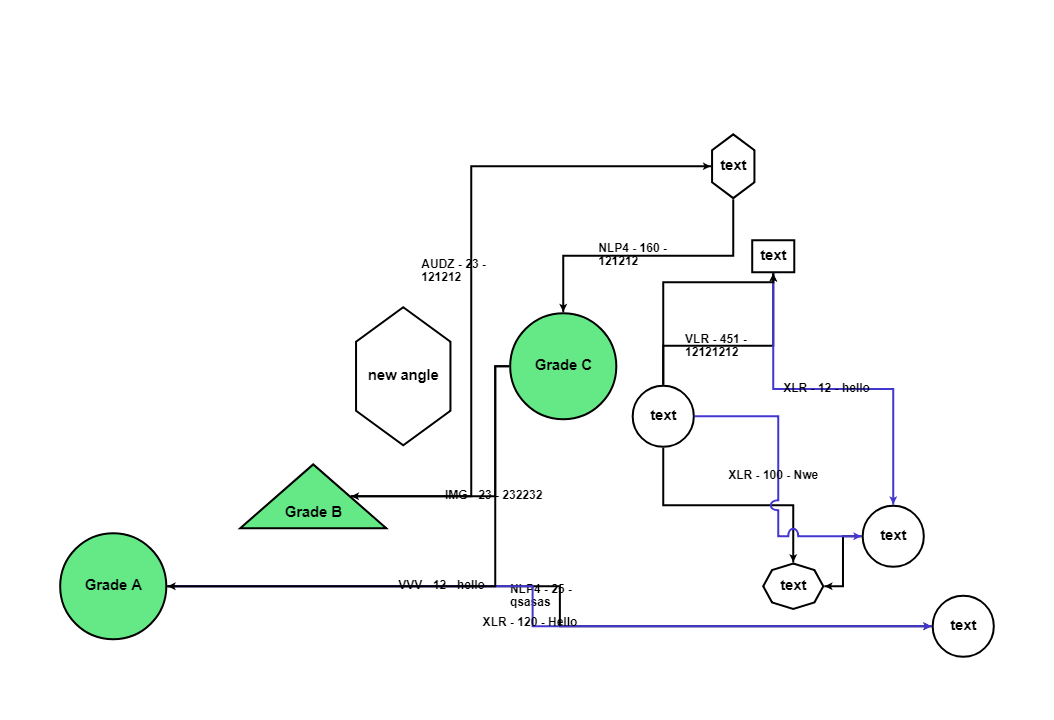 text
NLP4 - 160 -
121212
text
AUDZ - 23 -
121212
VLR - 451 -
12121212
Grade C
new angle
XLR - 12 - hello
text
XLR - 100 - Nwe
IMG - 23 - 232232
Grade B
text
Grade A
VVV - 12 - hello
text
NLP4 - 25 -
qsasas
XLR - 120 - Hello
text